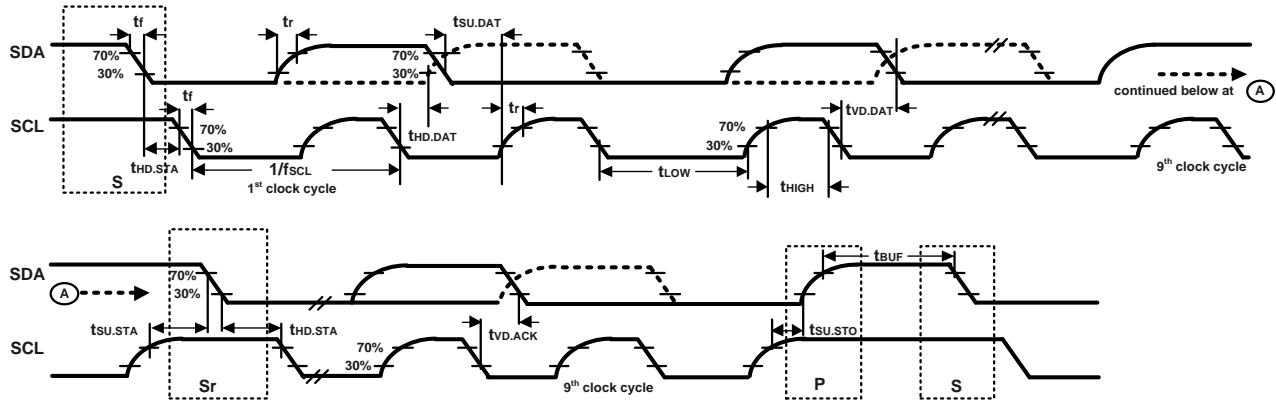 tf tr tSU.DAT
SDA 70% 70%
30% 30%
continued below at A
tf tHD.DAT tr tVD.DAT
SCL 70% 70%
30% 30%
tHD.STA 1/fSCL tLOW 9th clock cycle
S 1st clock cycle tHIGH
tBUF
SDA 70%
A 30%
tSU.STA tHD.STA tVD.ACK tSU.STO
SCL 70%
30%
Sr 9th clock cycle P S